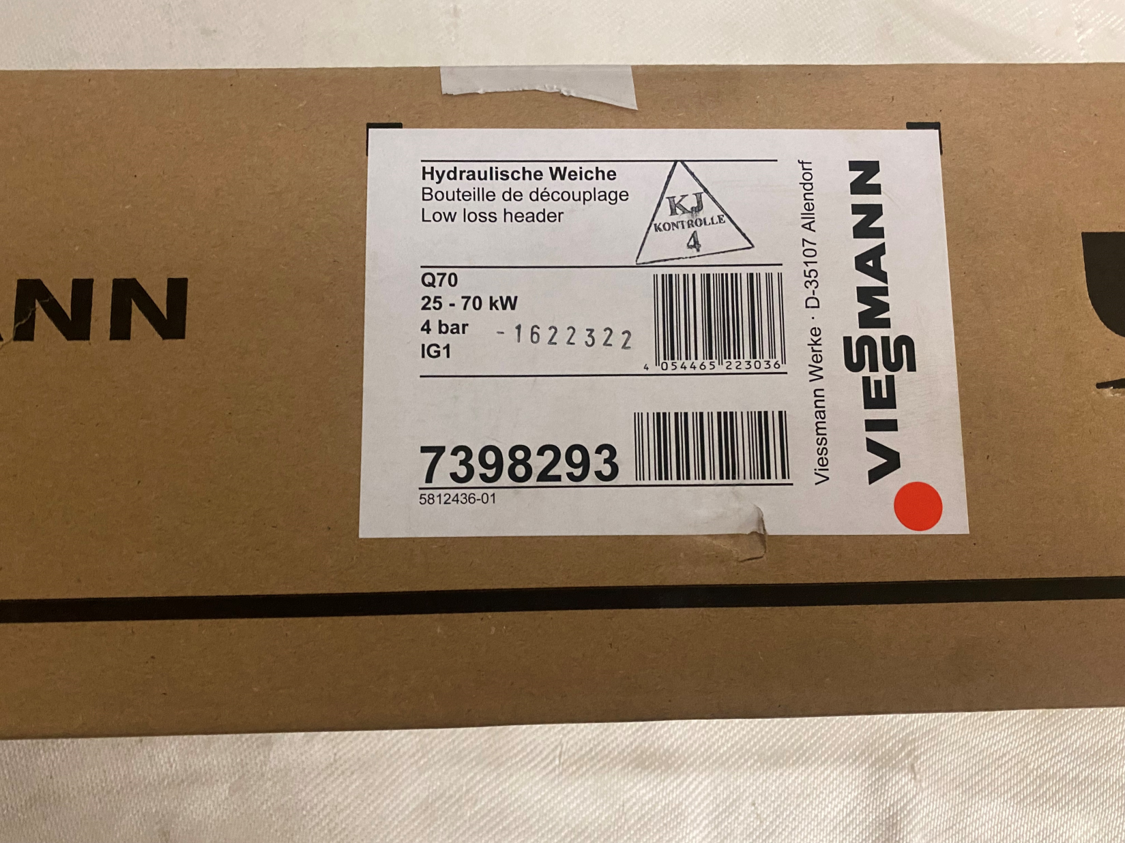 ANN
Hydraulische Weiche
Bouteille de découplage
Low loss header
KJ
KONTROLLE
4
Q70
25 - 70 kW
4 bar
IG1
-1622322
4 054465 223036
7398293
5812436-01
Viessmann Werke · D-35107 Allendorf
VIESSMANN